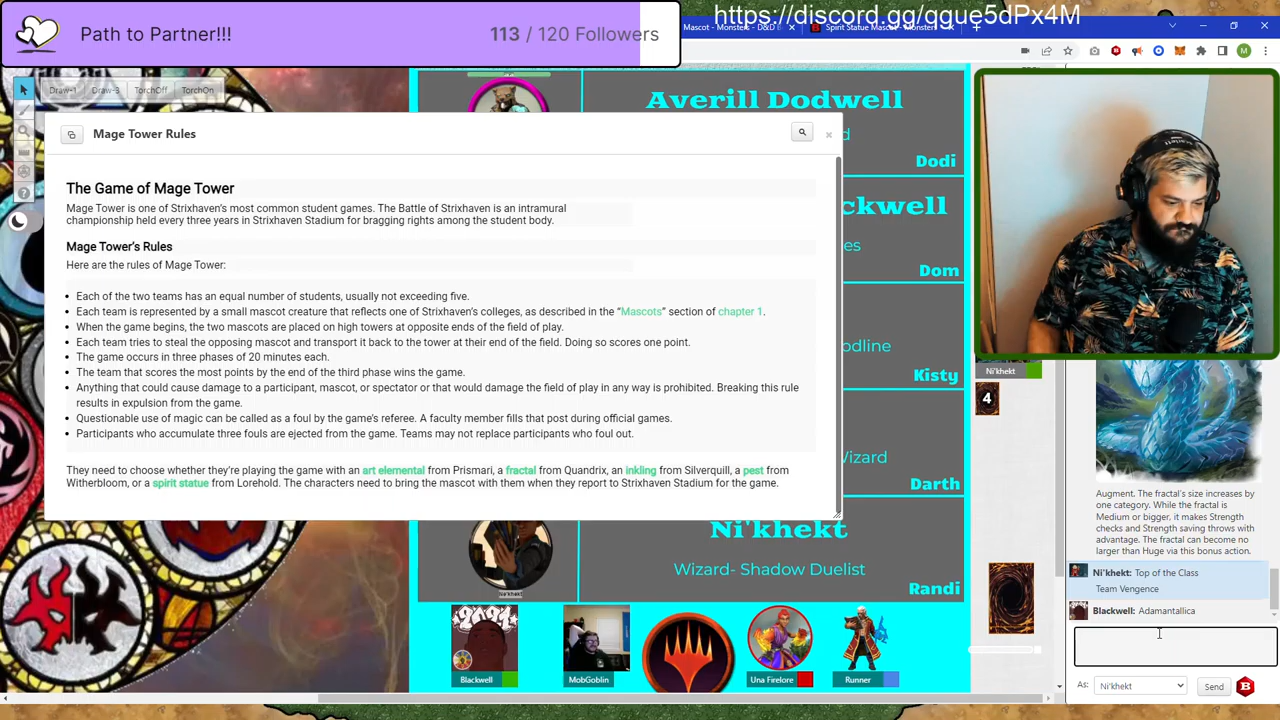 https://discord.gg/qgue5dPx4M
Path to Partner!!! 113 / 120 Followers
Mascot - Monsters - D&D B
Spirit Statue Mascot - Monsters
Draw-1 Draw-3 TorchOff TorchOn
Mage Tower Rules
The Game of Mage Tower
Mage Tower is one of Strixhaven's most common student games. The Battle of Strixhaven is an intramural
championship held every three years in Strixhaven Stadium for bragging rights among the student body.
Mage Tower's Rules
Here are the rules of Mage Tower:
Each of the two teams has an equal number of students, usually not exceeding five.
Each team is represented by a small mascot creature that reflects one of Strixhaven's colleges, as described in the “Mascots” section of chapter 1.
When the game begins, the two mascots are placed on high towers at opposite ends of the field of play.
Each team tries to steal the opposing mascot and transport it back to the tower at their end of the field. Doing so scores one point.
The game occurs in three phases of 20 minutes each.
The team that scores the most points by the end of the third phase wins the game.
Anything that could cause damage to a participant, mascot, or spectator or that would damage the field of play in any way is prohibited. Breaking this rule
results in expulsion from the game.
Questionable use of magic can be called as a foul by the game's referee. A faculty member fills that post during official games.
Participants who accumulate three fouls are ejected from the game. Teams may not replace participants who foul out.
They need to choose whether they're playing the game with an art elemental from Prismari, a fractal from Quandrix, an inkling from Silverquill, a pest from
Witherbloom, or a spirit statue from Lorehold. The characters need to bring the mascot with them when they report to Strixhaven Stadium for the game.
Averill Dodwell
Dodi
ckwell
Dom
odline
Kisty
Wizard
Darth
Ni'khekt
Wizard- Shadow Duelist
Randi
Ni'khekt
Blackwell
MobGoblin
Una Firelore
Runner
Ni'khekt
4
Augment. The fractal's size increases by
one category. While the fractal is
Medium or bigger, it makes Strength
checks and Strength saving throws with
advantage. The fractal can become no
larger than Huge via this bonus action.
Ni'khekt: Top of the Class
Team Vengence
Blackwell: Adamantallica
As: Ni'khekt Send